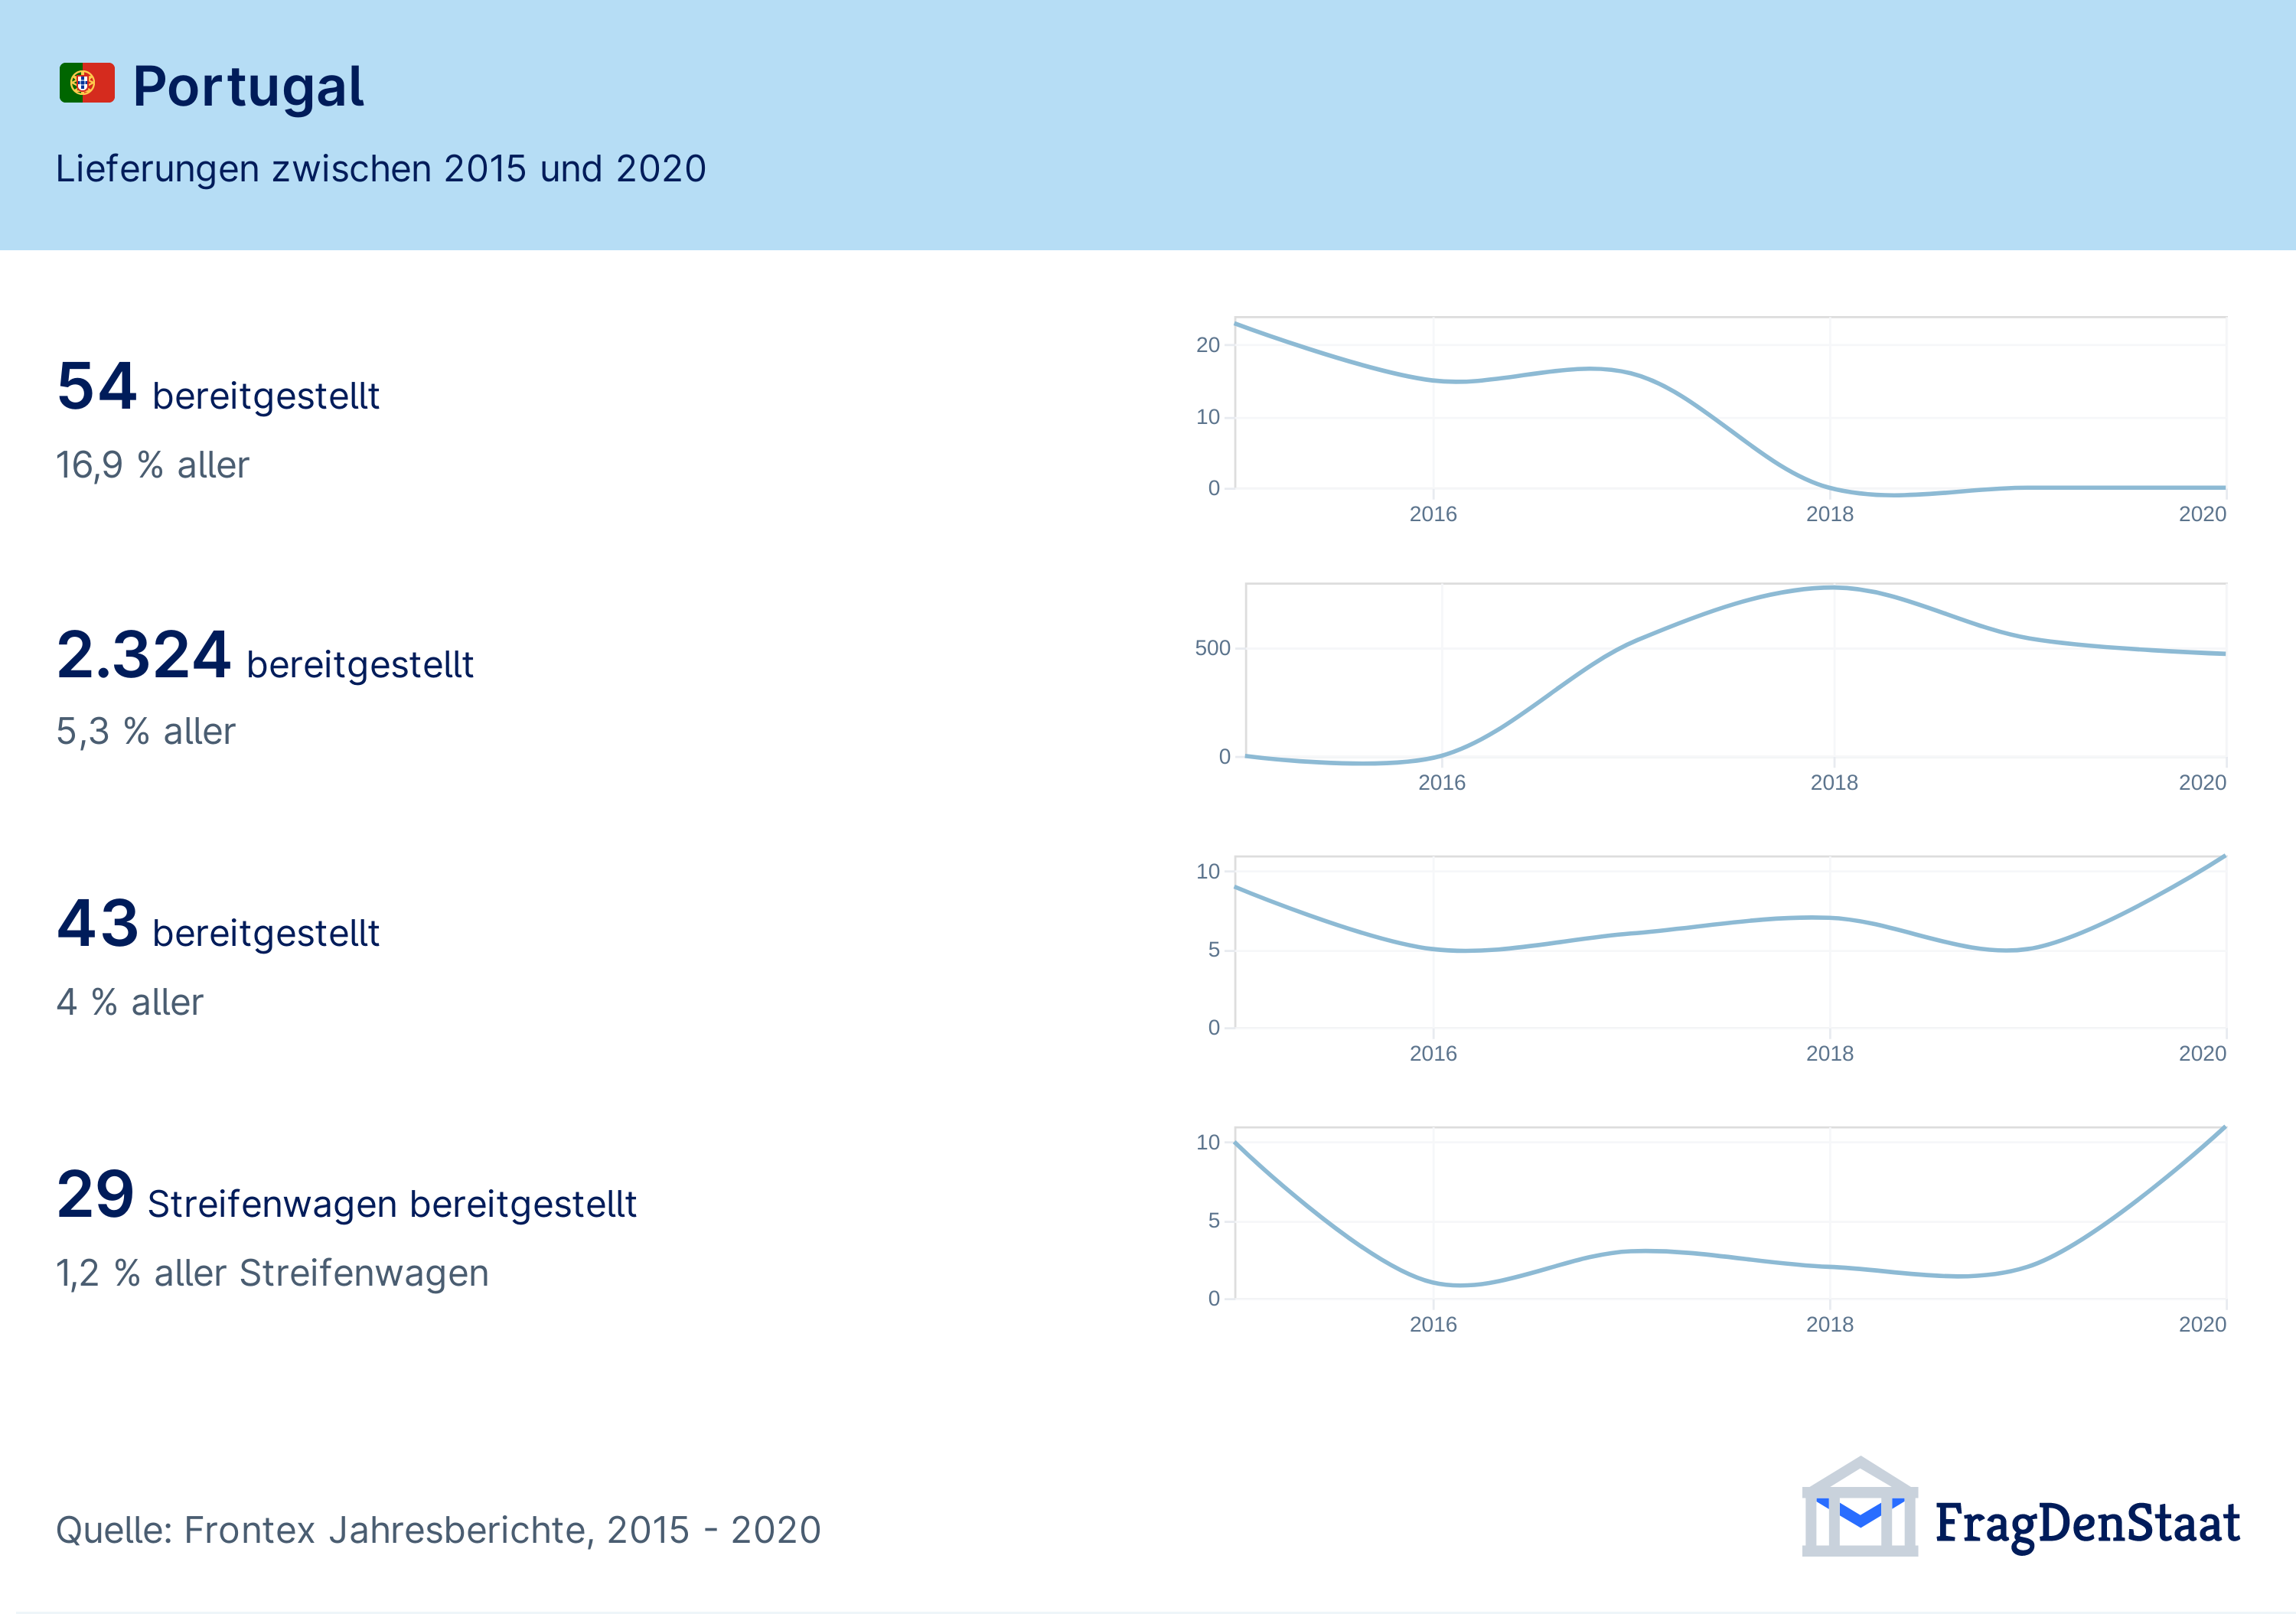 Portugal
Lieferungen zwischen 2015 und 2020
54 bereitgestellt
16,9 % aller
20
10
0
2016 2018 2020
2.324 bereitgestellt
5,3 % aller
500
0
2016 2018 2020
43 bereitgestellt
4 % aller
10
5
0
2016 2018 2020
29 Streifenwagen bereitgestellt
1,2 % aller Streifenwagen
10
5
0
2016 2018 2020
Quelle: Frontex Jahresberichte, 2015 - 2020
FragDenStaat